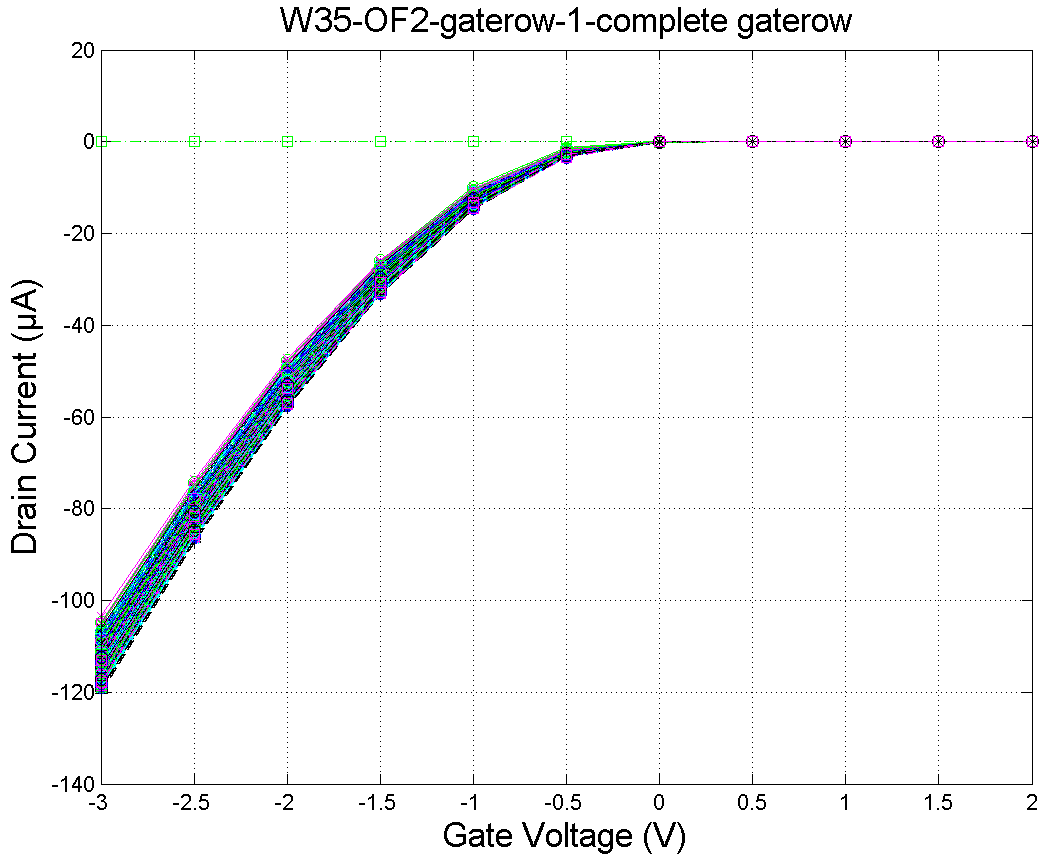 W35-OF2-gaterow-1-complete gaterow
20
0
-20
-40
-60
-80
-100
-120
-140
Drain Current (µA)
-3 -2.5 -2 -1.5 -1 -0.5 0 0.5 1 1.5 2
Gate Voltage (V)